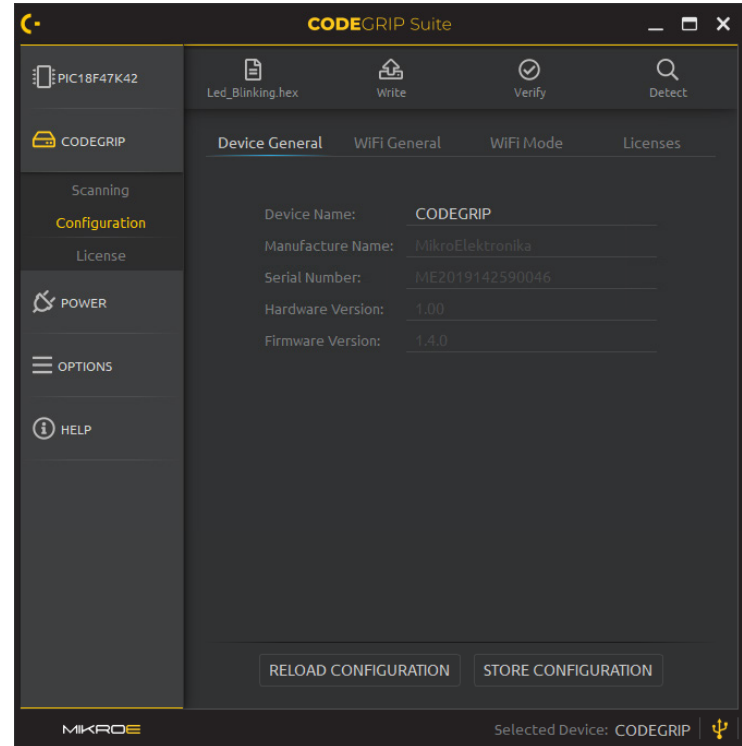 CODEGRIP Suite
PIC18F47K42
Led_Blinking.hex
Write
Verify
Detect
CODEGRIP
Scanning
Configuration
License
POWER
OPTIONS
HELP
Device General WiFi General WiFi Mode Licenses
Device Name: CODEGRIP
Manufacture Name: MikroElektronika
Serial Number: ME2019142590046
Hardware Version: 1.00
Firmware Version: 1.4.0
RELOAD CONFIGURATION STORE CONFIGURATION
MIKROE
Selected Device: CODEGRIP